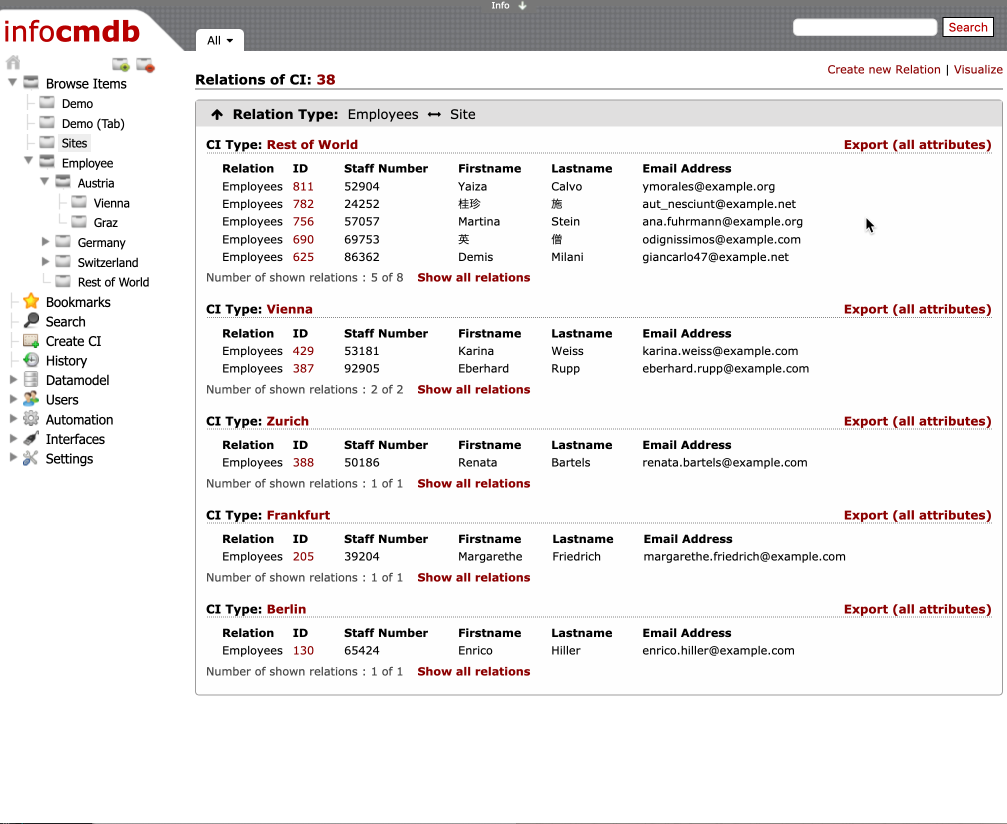 Info
infocmdb
All
Search
Create new Relation | Visualize
Relations of CI: 38
Browse Items
Demo
Demo (Tab)
Sites
Employee
Austria
Vienna
Graz
Germany
Switzerland
Rest of World
Bookmarks
Search
Create CI
History
Datamodel
Users
Automation
Interfaces
Settings
Relation Type: Employees ↔ Site
CI Type: Rest of World Export (all attributes)
Relation ID Staff Number Firstname Lastname Email Address
Employees 811 52904 Yaiza Calvo ymorales@example.org
Employees 782 24252 桂珍 施 aut_nesciunt@example.net
Employees 756 57057 Martina Stein ana.fuhrmann@example.org
Employees 690 69753 英 僧 odignissimos@example.com
Employees 625 86362 Demis Milani giancarlo47@example.net
Number of shown relations : 5 of 8 Show all relations
CI Type: Vienna Export (all attributes)
Relation ID Staff Number Firstname Lastname Email Address
Employees 429 53181 Karina Weiss karina.weiss@example.com
Employees 387 92905 Eberhard Rupp eberhard.rupp@example.com
Number of shown relations : 2 of 2 Show all relations
CI Type: Zurich Export (all attributes)
Relation ID Staff Number Firstname Lastname Email Address
Employees 388 50186 Renata Bartels renata.bartels@example.com
Number of shown relations : 1 of 1 Show all relations
CI Type: Frankfurt Export (all attributes)
Relation ID Staff Number Firstname Lastname Email Address
Employees 205 39204 Margarethe Friedrich margarethe.friedrich@example.com
Number of shown relations : 1 of 1 Show all relations
CI Type: Berlin Export (all attributes)
Relation ID Staff Number Firstname Lastname Email Address
Employees 130 65424 Enrico Hiller enrico.hiller@example.com
Number of shown relations : 1 of 1 Show all relations